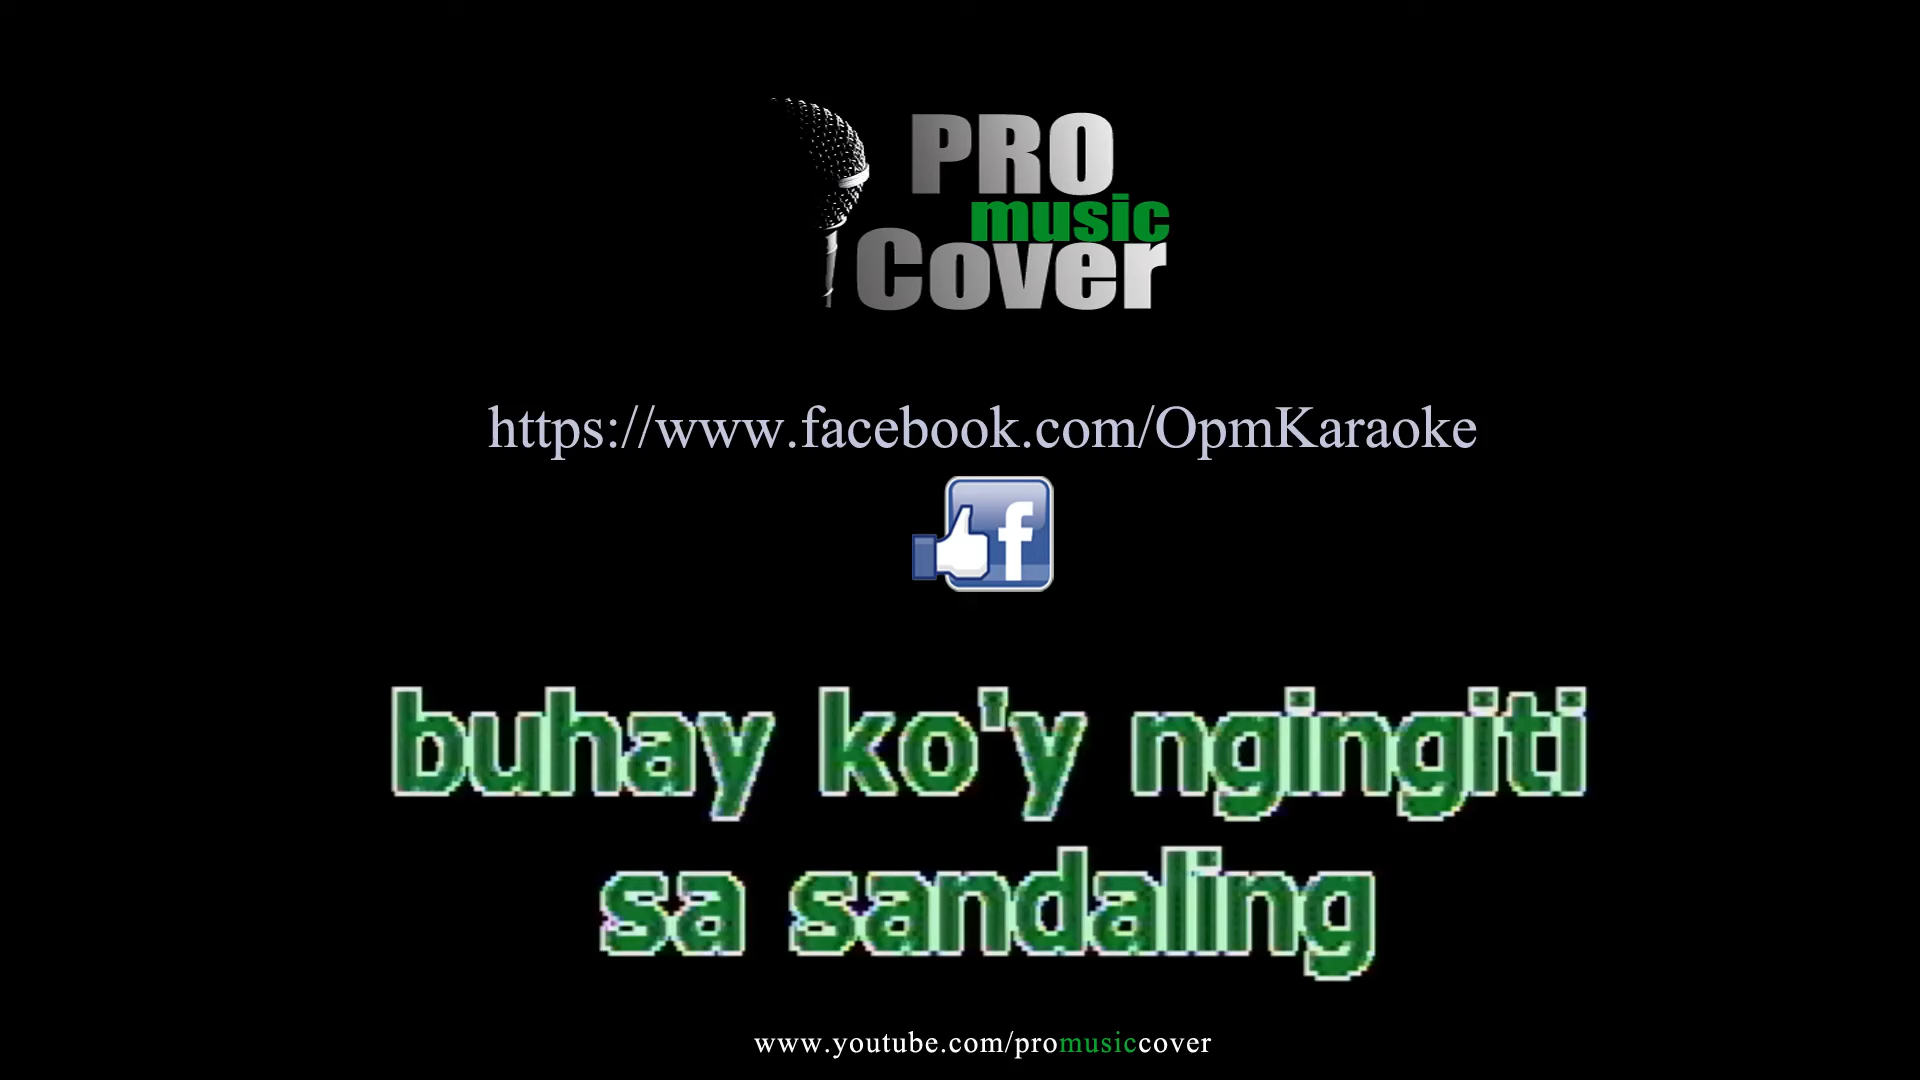 PRO
music
Cover
https://www.facebook.com/OpmKaraoke
f
buhay ko'y ngingiti
sa sandaling
www.youtube.com/promusiccover